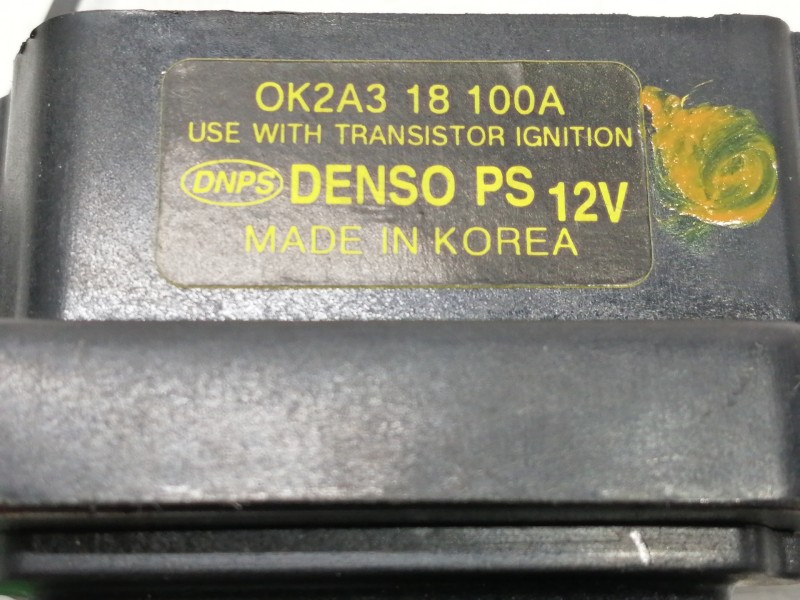 OK2A3 18 100A
USE WITH TRANSISTOR IGNITION
DNPS DENSO PS 12V
MADE IN KOREA